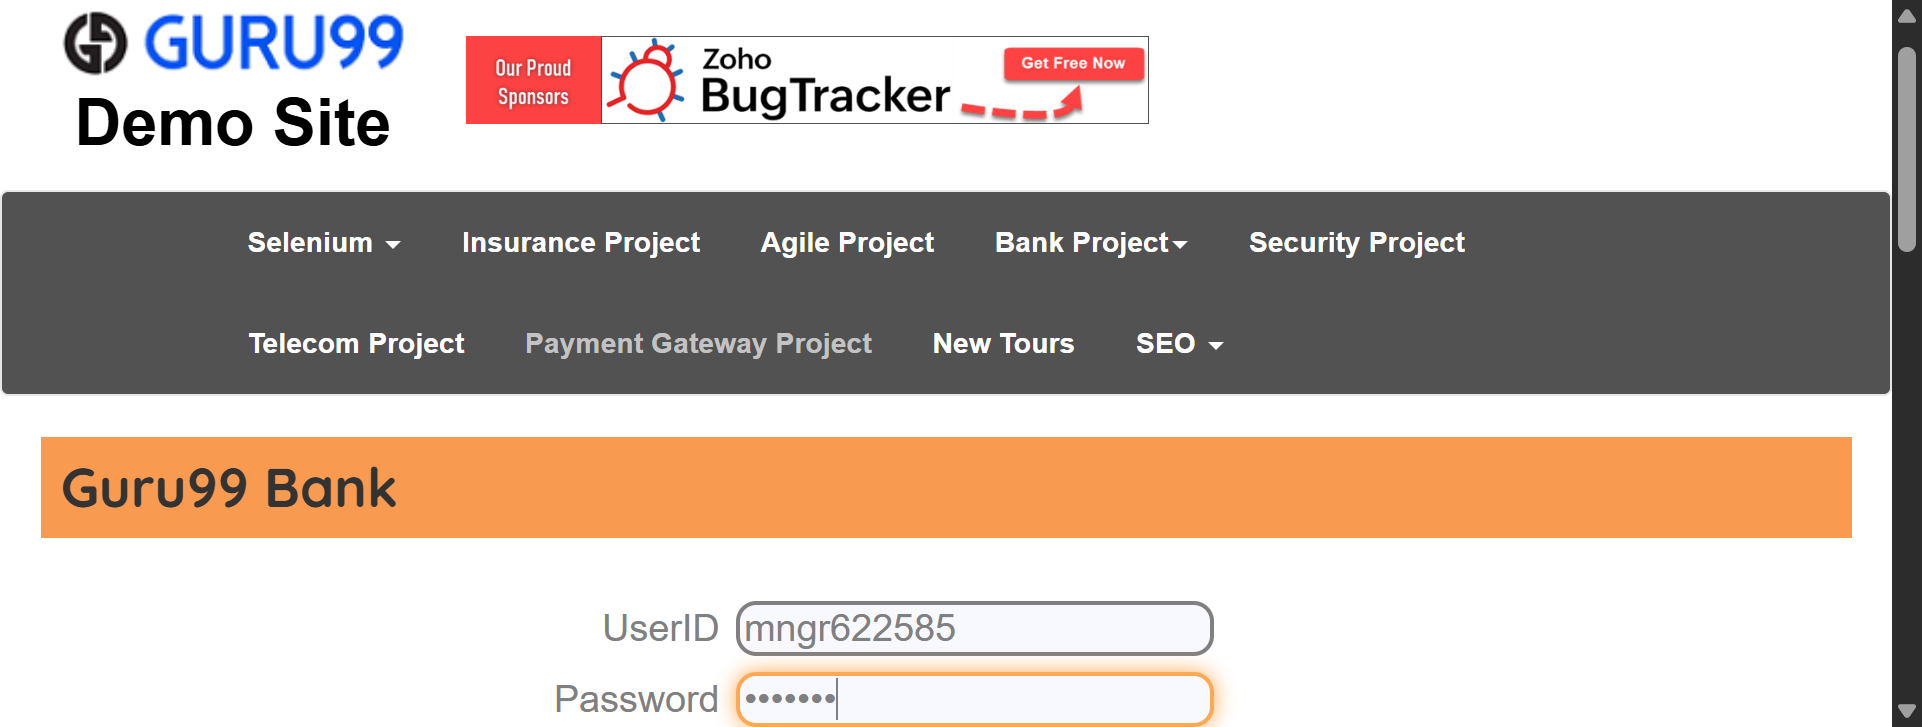 GURU99
Demo Site
Our Proud
Sponsors
Zoho
BugTracker
Get Free Now
Selenium Insurance Project Agile Project Bank Project Security Project
Telecom Project Payment Gateway Project New Tours SEO
Guru99 Bank
UserID mngr622585
Password •••••••